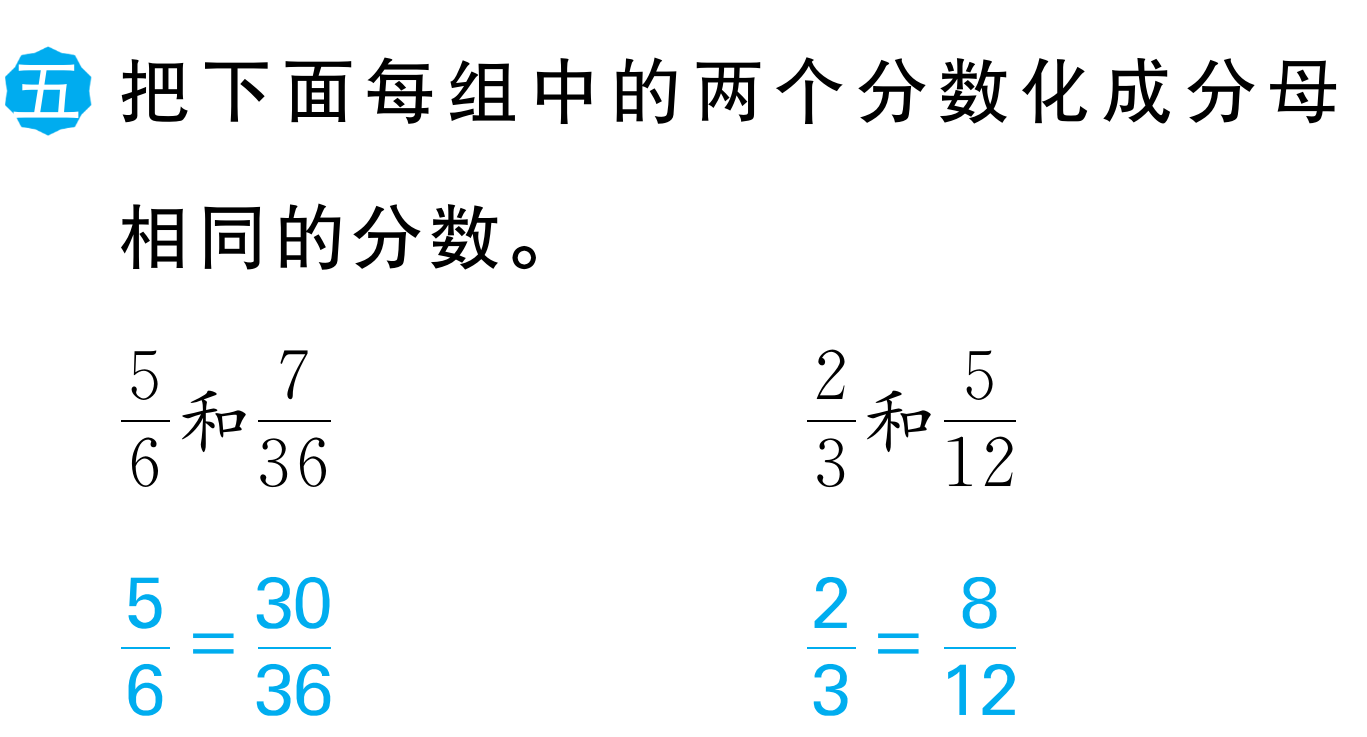 五 把下面每组中的两个分数化成分母
相同的分数。
5/6 和 7/36 2/3 和 5/12
5/6 = 30/36 2/3 = 8/12